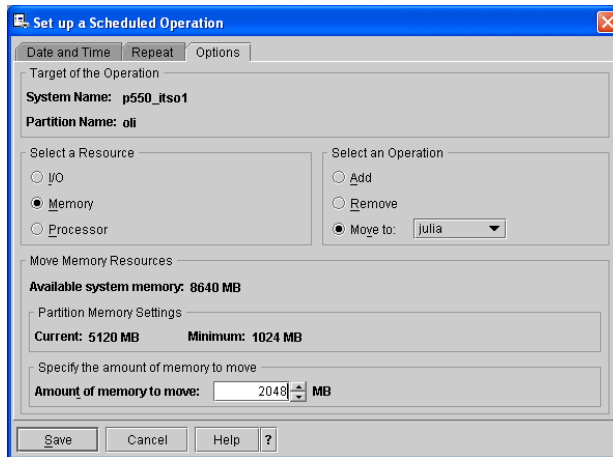 Set up a Scheduled Operation
Date and Time Repeat Options
Target of the Operation
System Name: p550_itso1
Partition Name: oli
Select a Resource
I/O
Memory
Processor
Select an Operation
Add
Remove
Move to: julia
Move Memory Resources
Available system memory: 8640 MB
Partition Memory Settings
Current: 5120 MB Minimum: 1024 MB
Specify the amount of memory to move
Amount of memory to move: 2048 MB
Save Cancel Help ?